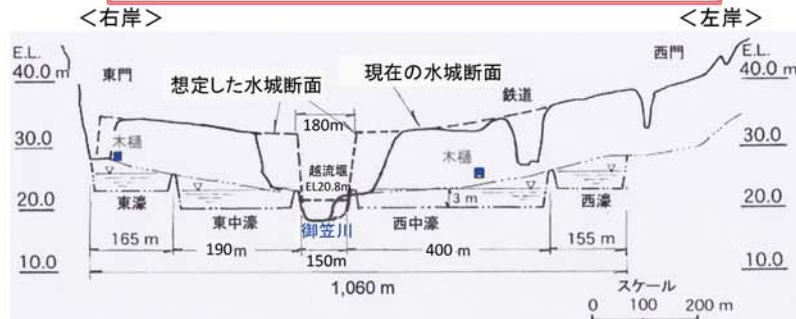 <右岸>
<左岸>
E.L.
40.0 m
30.0
20.0
10.0
東門
想定した水城断面
現在の水城断面
鉄道
西門
E.L.
40.0 m
30.0
20.0
10.0
180m
木樋
越流堰
EL20.8m
木樋
3 m
東濠
東中濠
御笠川
西中濠
西濠
165 m
190m
150m
400 m
155 m
1,060 m
スケール
0 100 200 m